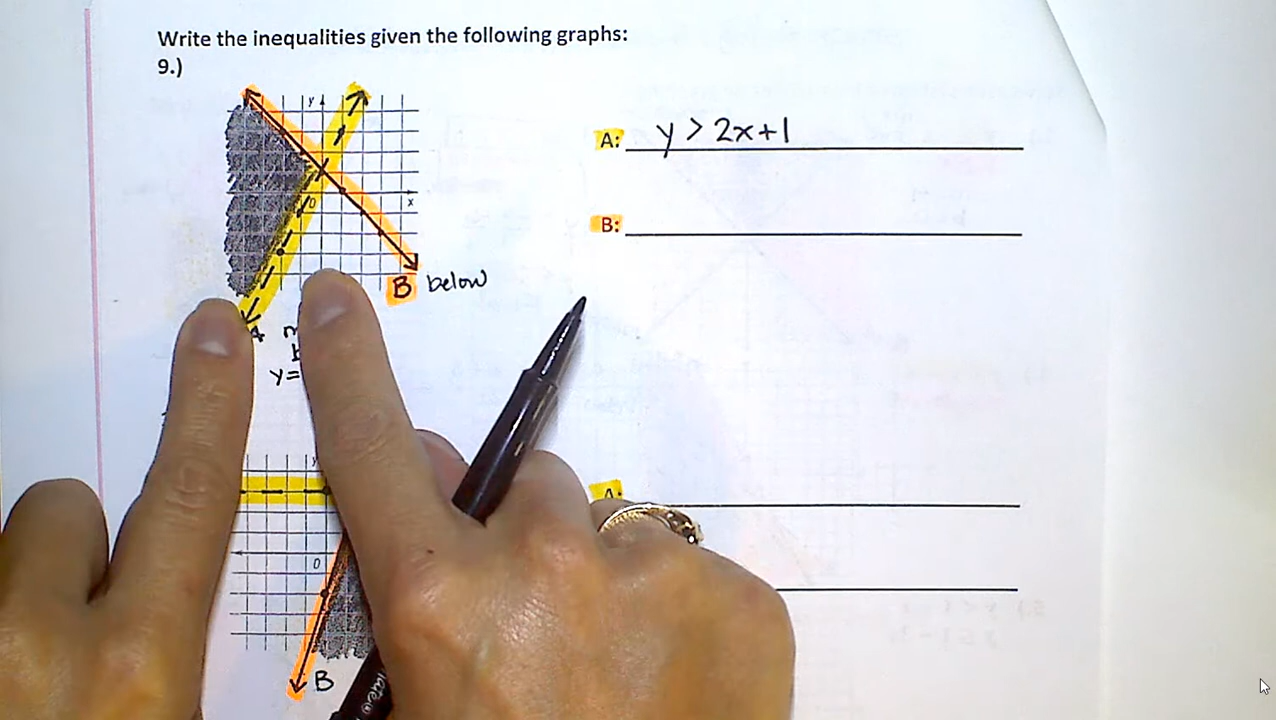 Write the inequalities given the following graphs:
9.)
y
A: y > 2x+1
0
x
B:
B below
A
y=
y
A:
0
B